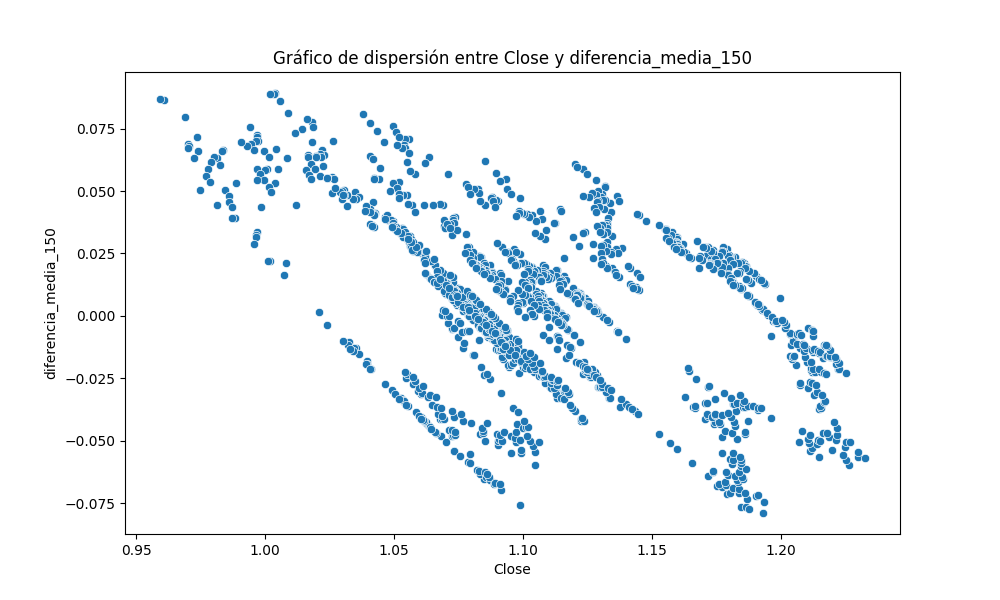 Gráfico de dispersión entre Close y diferencia_media_150
diferencia_media_150
0.075
0.050
0.025
0.000
−0.025
−0.050
−0.075
0.95 1.00 1.05 1.10 1.15 1.20
Close